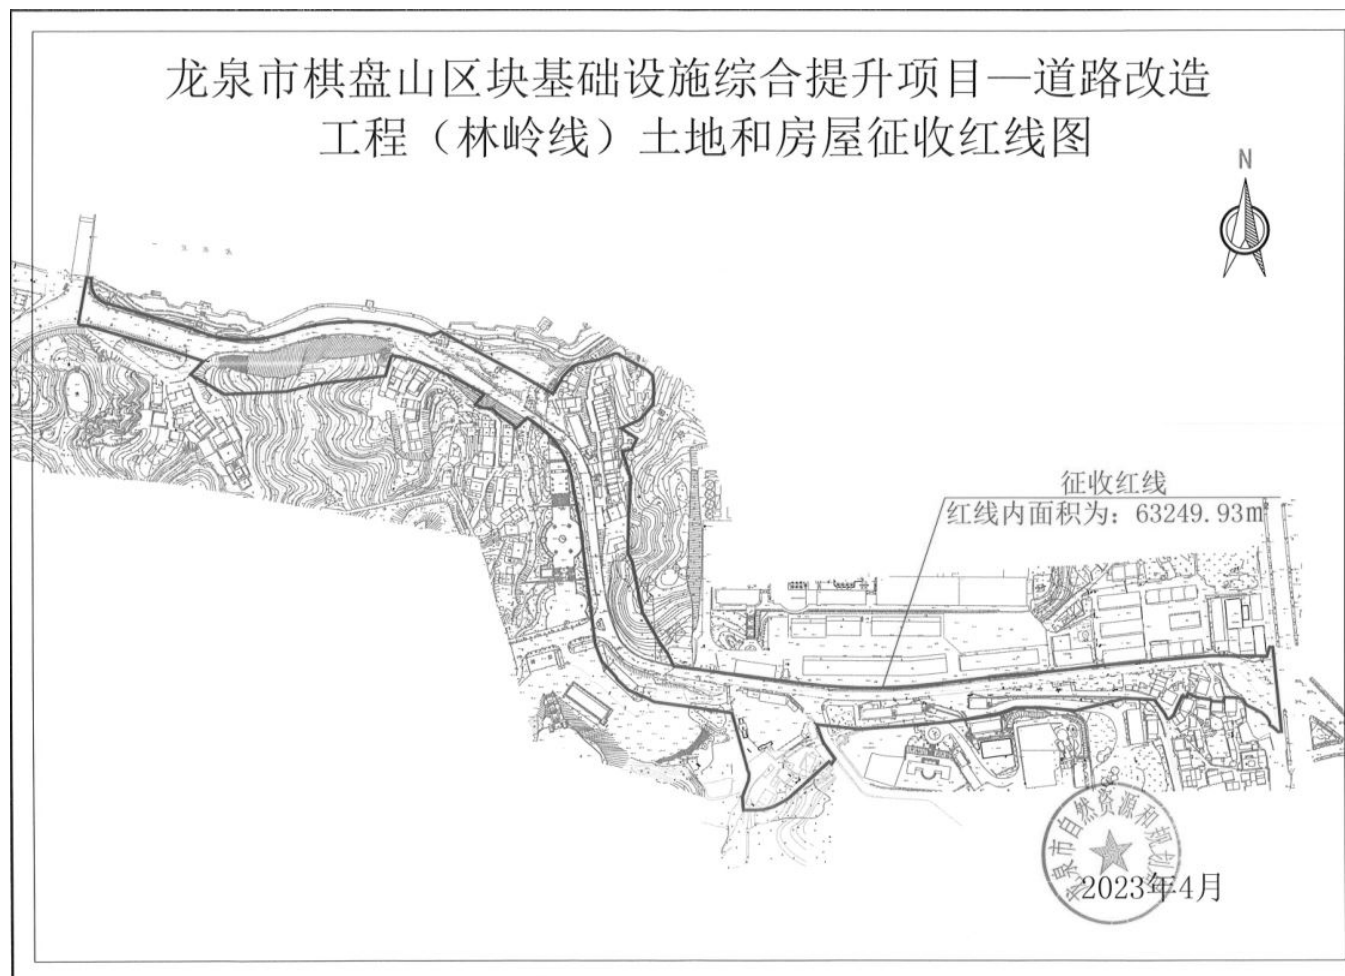 龙泉市棋盘山区块基础设施综合提升项目—道路改造
工程（林岭线）土地和房屋征收红线图
N
征收红线
红线内面积为：63249.93㎡
龙泉市自然资源和规划局
2023年4月